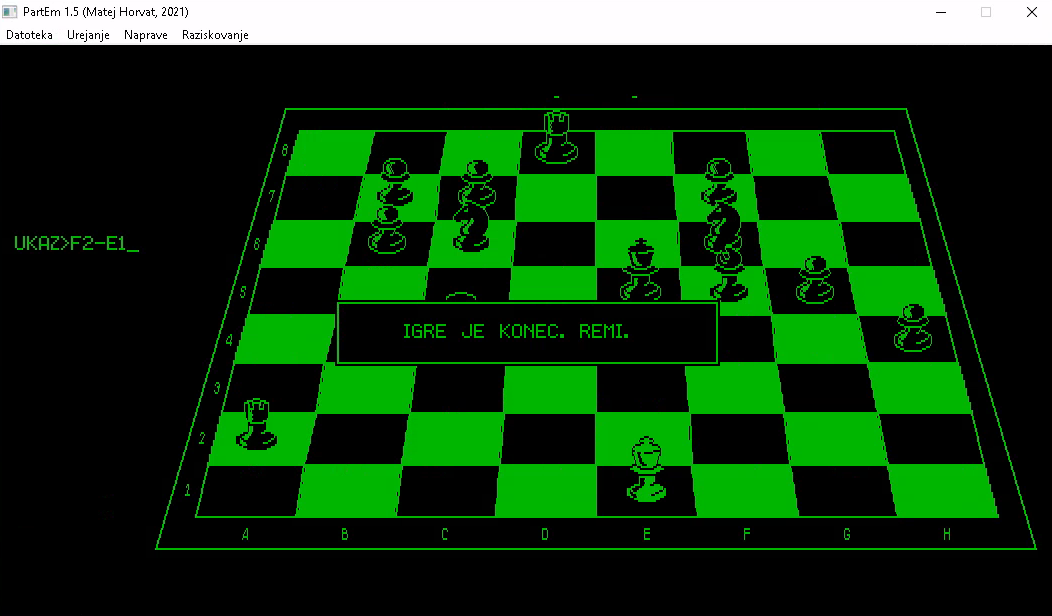 PartEm 1.5 (Matej Horvat, 2021)
Datoteka Urejanje Naprave Raziskovanje
8
7
UKAZ>F2-E1_
6
5
IGRE JE KONEC. REMI.
4
3
2
1
A B C D E F G H